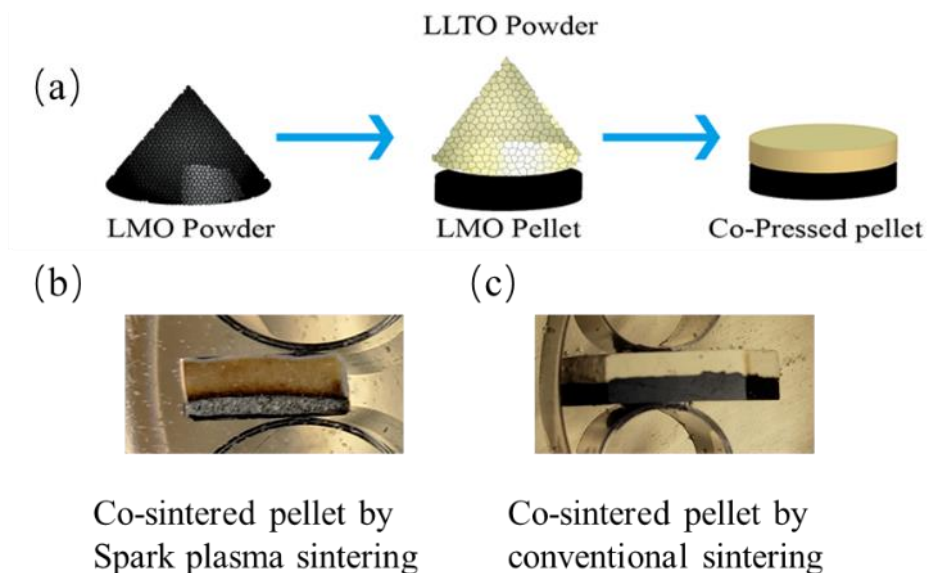 LLTO Powder
(a)
LMO Powder
LMO Pellet
Co-Pressed pellet
(b)
(c)
Co-sintered pellet by
Spark plasma sintering
Co-sintered pellet by
conventional sintering